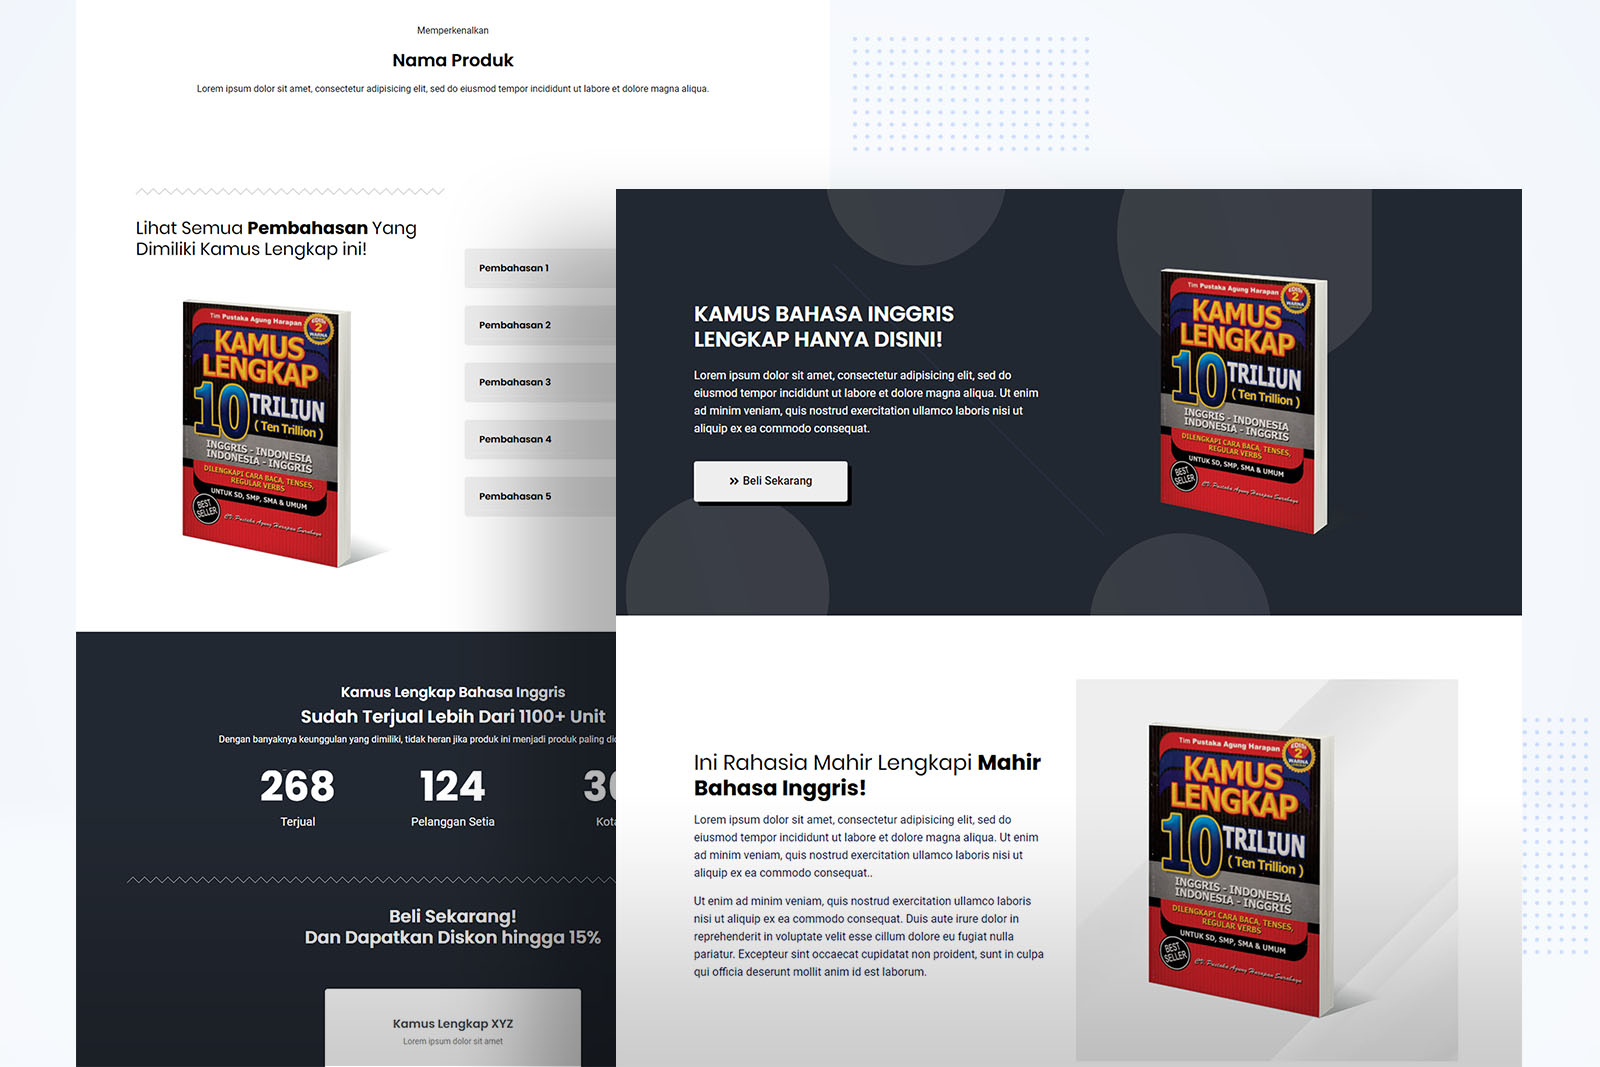 Memperkenalkan
Nama Produk
Lorem ipsum dolor sit amet, consectetur adipisicing elit, sed do eiusmod tempor incididunt ut labore et dolore magna aliqua.
Lihat Semua Pembahasan Yang
Dimiliki Kamus Lengkap ini!
Tim Pustaka Agung Harapan
EDISI
2
WARNA
KAMUS
LENGKAP
10 TRILIUN
( Ten Trillion )
INGGRIS - INDONESIA
INDONESIA - INGGRIS
DILENGKAPI CARA BACA, TENSES,
REGULAR VERBS
UNTUK SD, SMP, SMA & UMUM
BEST
SELLER
CV. Pustaka Agung Harapan Surabaya
Pembahasan 1
Pembahasan 2
Pembahasan 3
Pembahasan 4
Pembahasan 5
Kamus Lengkap Bahasa Inggris
Sudah Terjual Lebih Dari 1100+ Unit
Dengan banyaknya keunggulan yang dimiliki, tidak heran jika produk ini menjadi produk paling
268
Terjual
124
Pelanggan Setia
Beli Sekarang!
Dan Dapatkan Diskon hingga 15%
Kamus Lengkap XYZ
Lorem ipsum dolor sit amet
KAMUS BAHASA INGGRIS
LENGKAP HANYA DISINI!
Lorem ipsum dolor sit amet, consectetur adipisicing elit, sed do
eiusmod tempor incididunt ut labore et dolore magna aliqua. Ut enim
ad minim veniam, quis nostrud exercitation ullamco laboris nisi ut
aliquip ex ea commodo consequat.
» Beli Sekarang
Tim Pustaka Agung Harapan
EDISI
2
WARNA
KAMUS
LENGKAP
10 TRILIUN
( Ten Trillion )
INGGRIS - INDONESIA
INDONESIA - INGGRIS
DILENGKAPI CARA BACA, TENSES,
REGULAR VERBS
UNTUK SD, SMP, SMA & UMUM
BEST
SELLER
CV. Pustaka Agung Harapan Surabaya
Ini Rahasia Mahir Lengkapi Mahir
Bahasa Inggris!
Lorem ipsum dolor sit amet, consectetur adipisicing elit, sed do
eiusmod tempor incididunt ut labore et dolore magna aliqua. Ut enim
ad minim veniam, quis nostrud exercitation ullamco laboris nisi ut
aliquip ex ea commodo consequat..
Ut enim ad minim veniam, quis nostrud exercitation ullamco laboris
nisi ut aliquip ex ea commodo consequat. Duis aute irure dolor in
reprehenderit in voluptate velit esse cillum dolore eu fugiat nulla
pariatur. Excepteur sint occaecat cupidatat non proident, sunt in culpa
qui officia deserunt mollit anim id est laborum.
Tim Pustaka Agung Harapan
EDISI
2
WARNA
KAMUS
LENGKAP
10 TRILIUN
( Ten Trillion )
INGGRIS - INDONESIA
INDONESIA - INGGRIS
DILENGKAPI CARA BACA, TENSES,
REGULAR VERBS
UNTUK SD, SMP, SMA & UMUM
BEST
SELLER
CV. Pustaka Agung Harapan Surabaya